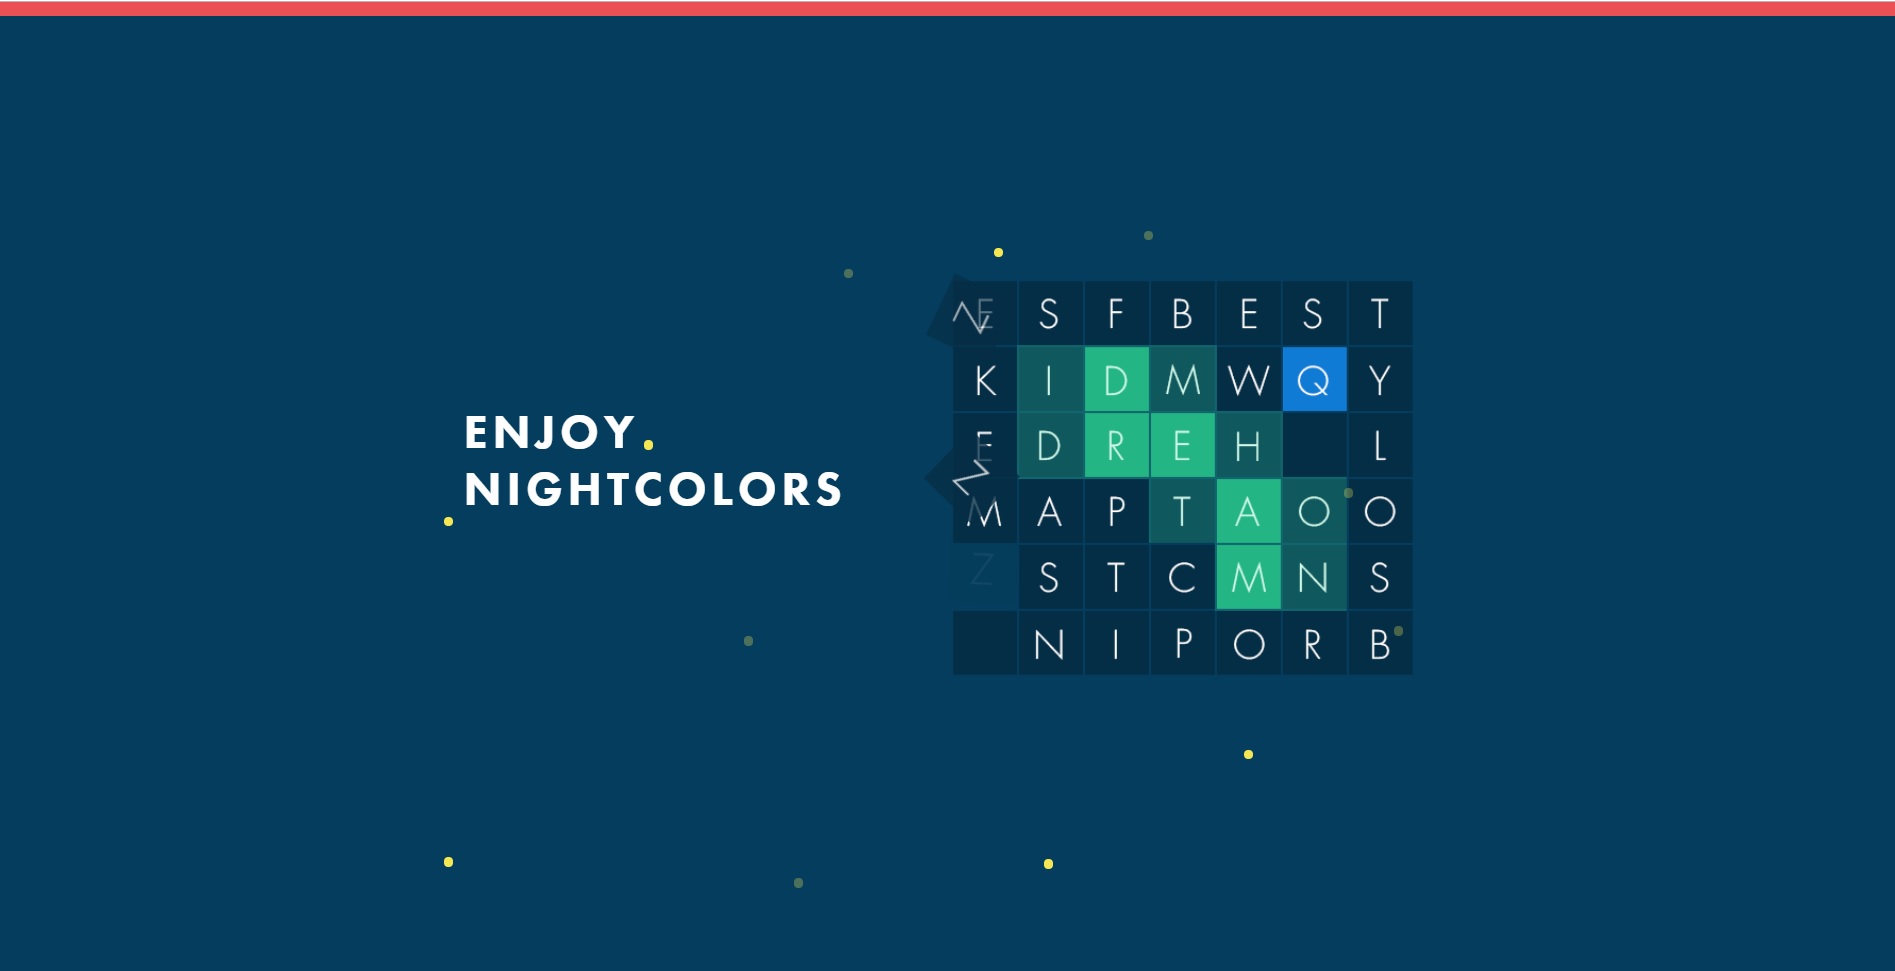 ENJOY
NIGHTCOLORS
E S F B E S T
K I D M W Q Y
E D R E H L
M A P T A O O
Z S T C M N S
N I P O R B